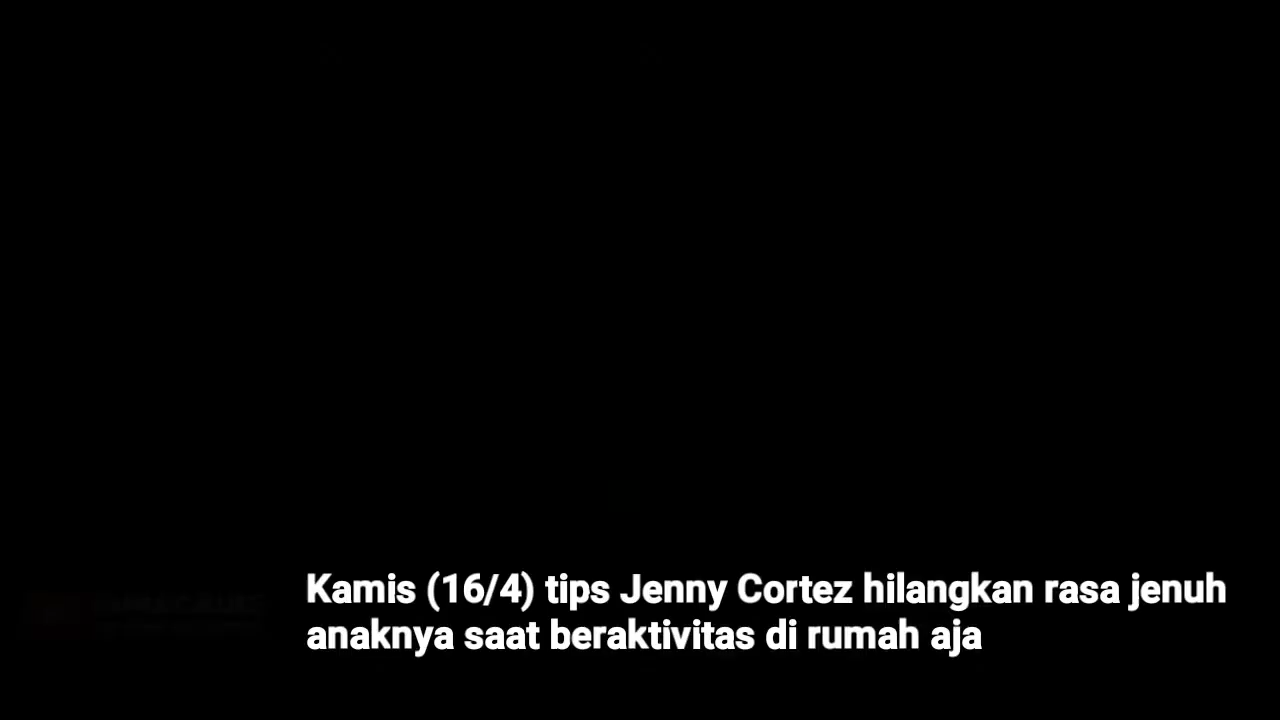 Kamis (16/4) tips Jenny Cortez hilangkan rasa jenuh
anaknya saat beraktivitas di rumah aja